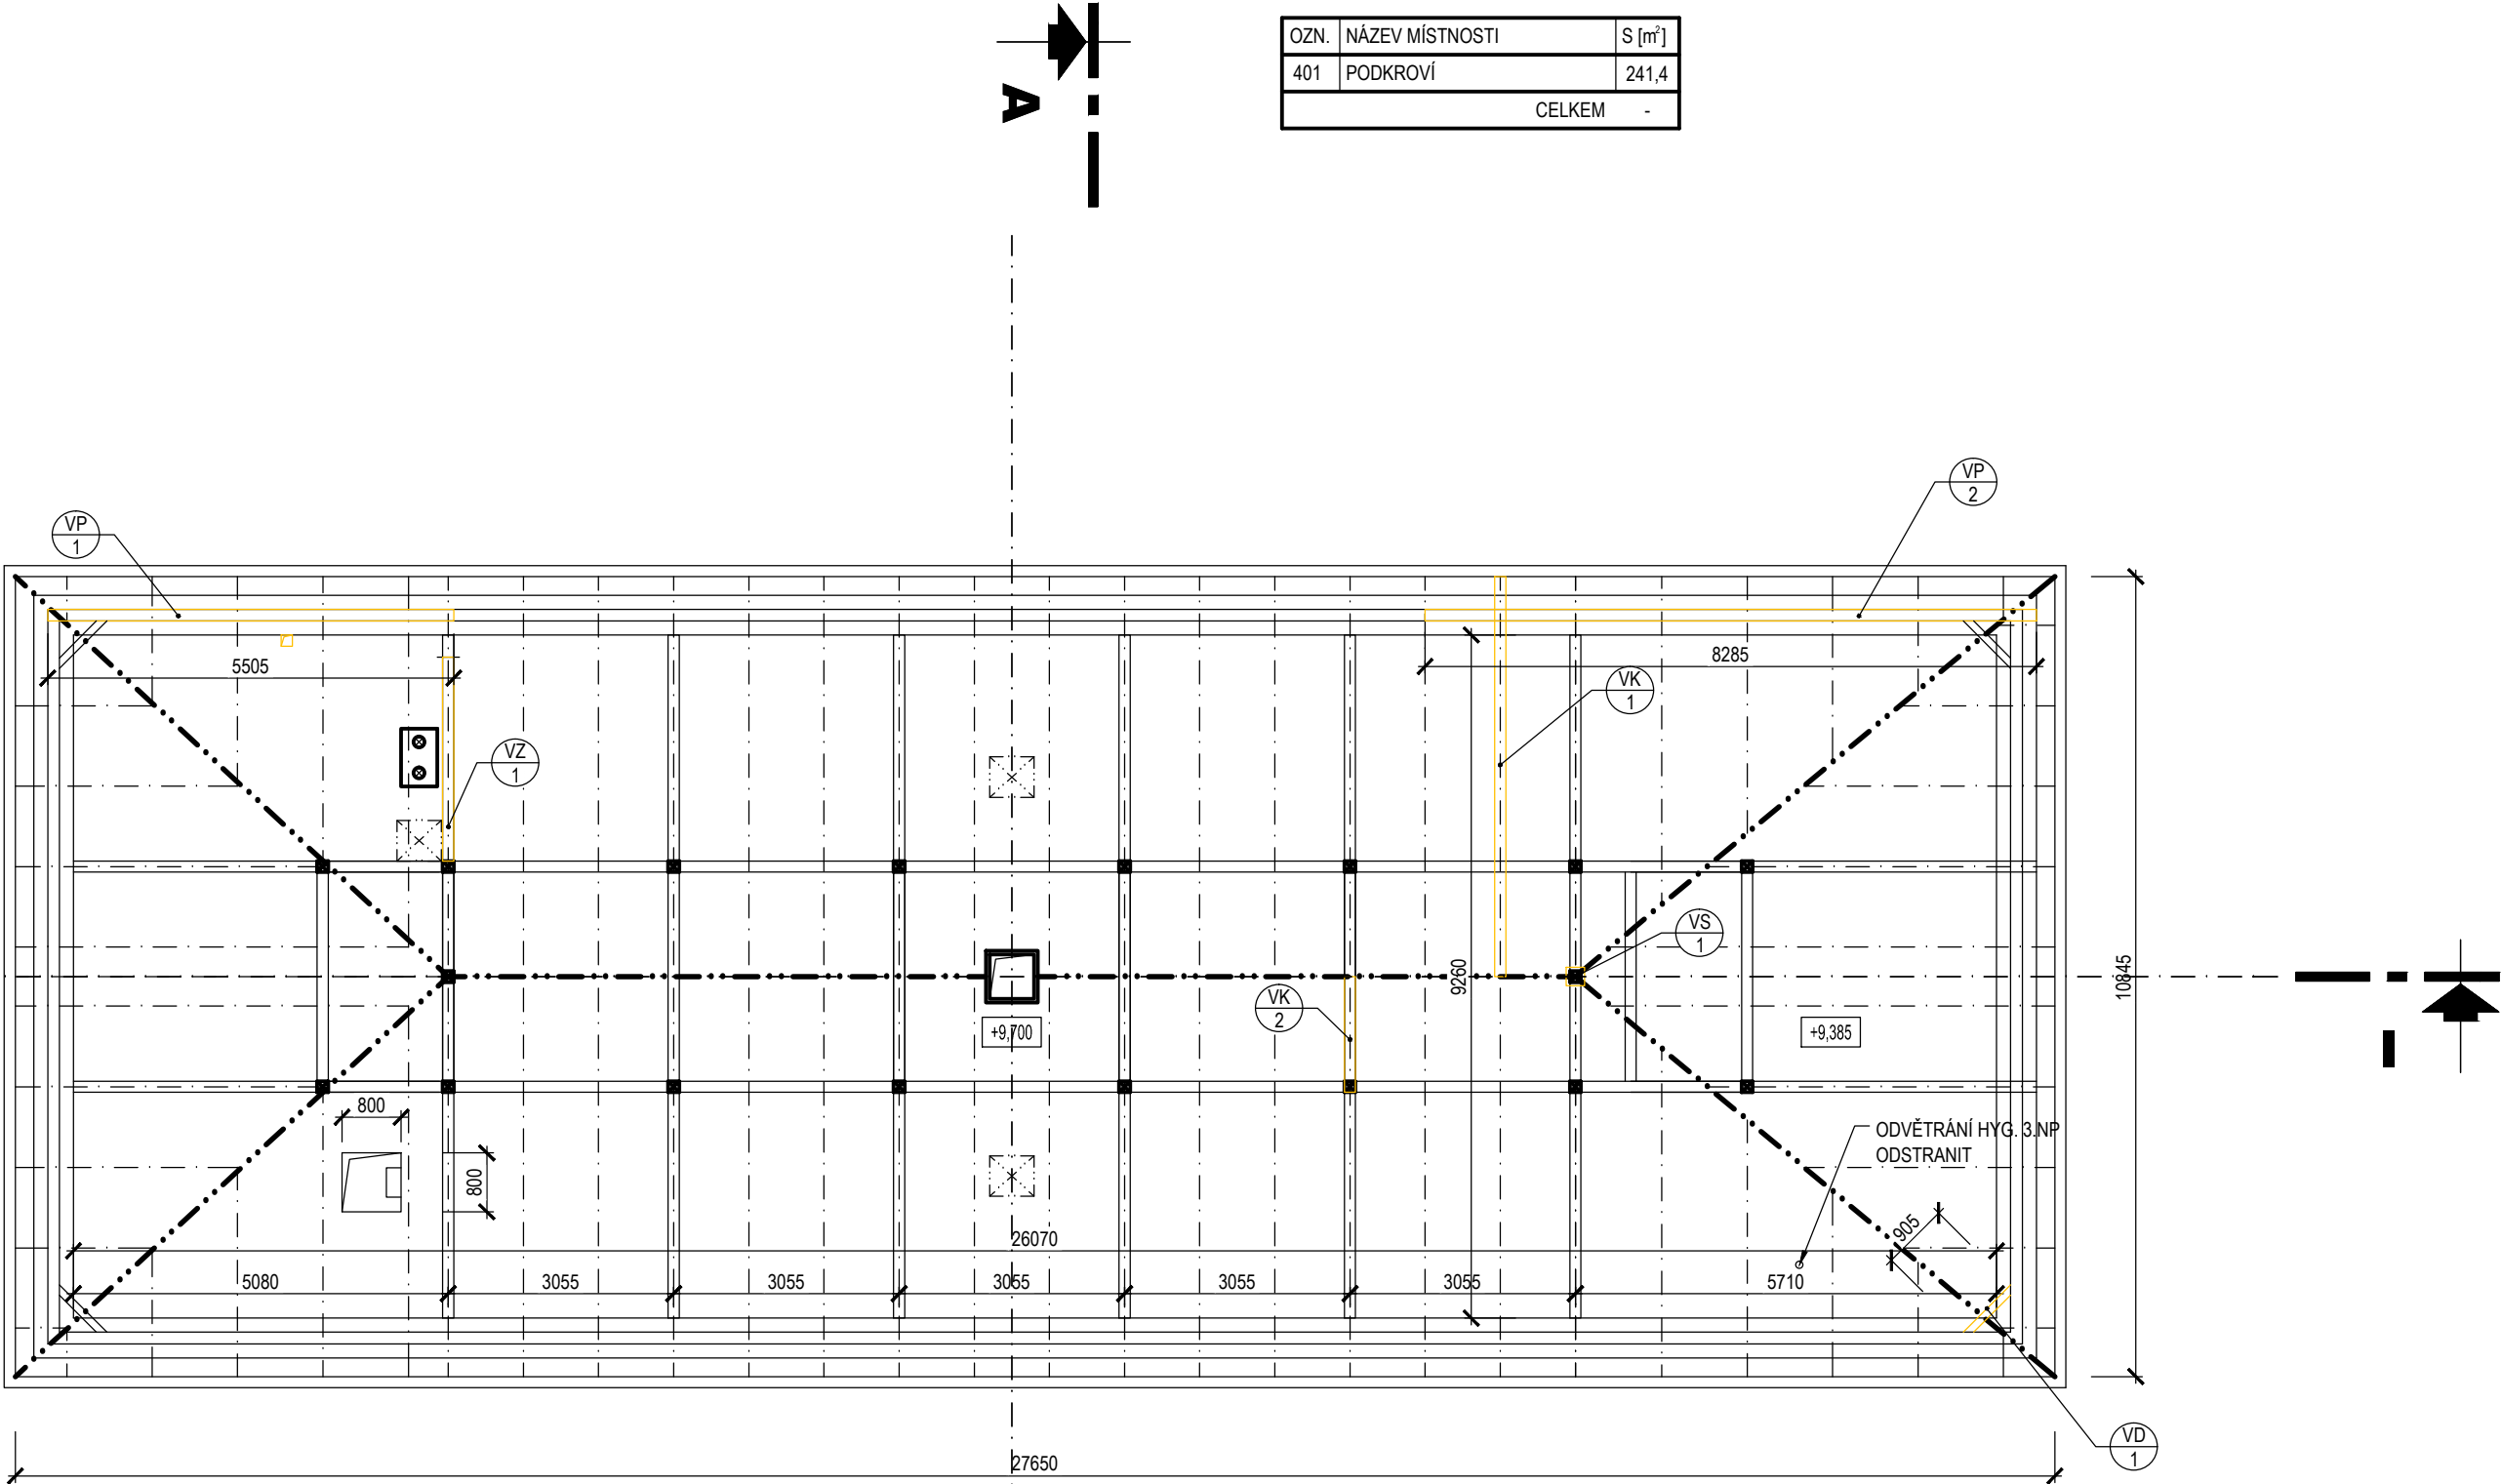 OZN. NÁZEV MÍSTNOSTI S [m²]
401 PODKROVÍ 241,4
CELKEM -
A
VP
2
VP
1
5505
8285
VK
1
VZ
1
VS
1
9260
10845
VK
2
+9,700
+9,385
800
800
ODVĚTRÁNÍ HYG. 3.NP
ODSTRANIT
905
26070
5080
3055
3055
3055
3055
3055
5710
VD
1
27650